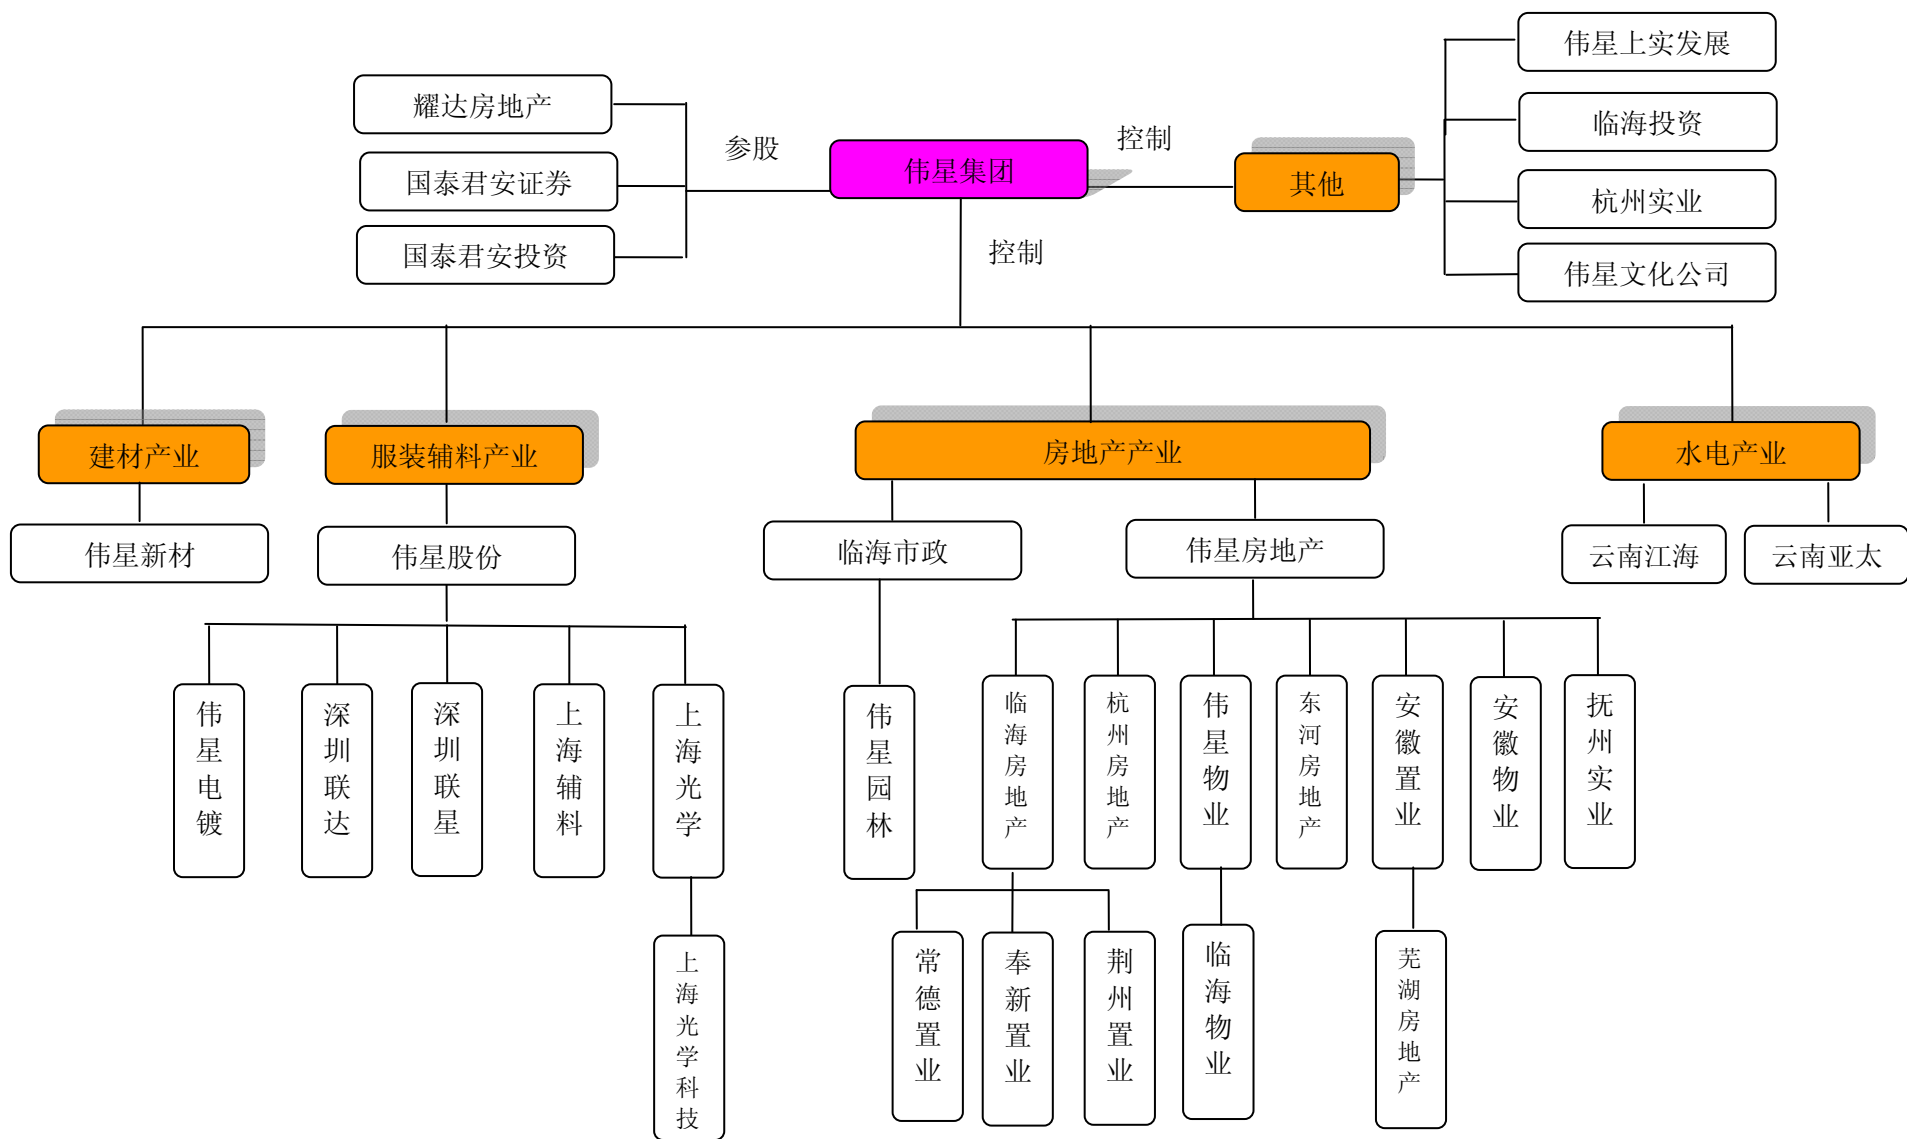 伟星上实发展
耀达房地产
参股
伟星集团
控制
其他
临海投资
国泰君安证券
杭州实业
国泰君安投资
控制
伟星文化公司
建材产业
服装辅料产业
房地产产业
水电产业
伟星新材
伟星股份
临海市政
伟星房地产
云南江海
云南亚太
伟星电镀
深圳联达
深圳联星
上海辅料
上海光学
伟星园林
临海房地产
杭州房地产
伟星物业
东河房地产
安徽置业
安徽物业
抚州实业
上海光学科技
常德置业
奉新置业
荆州置业
临海物业
芜湖房地产